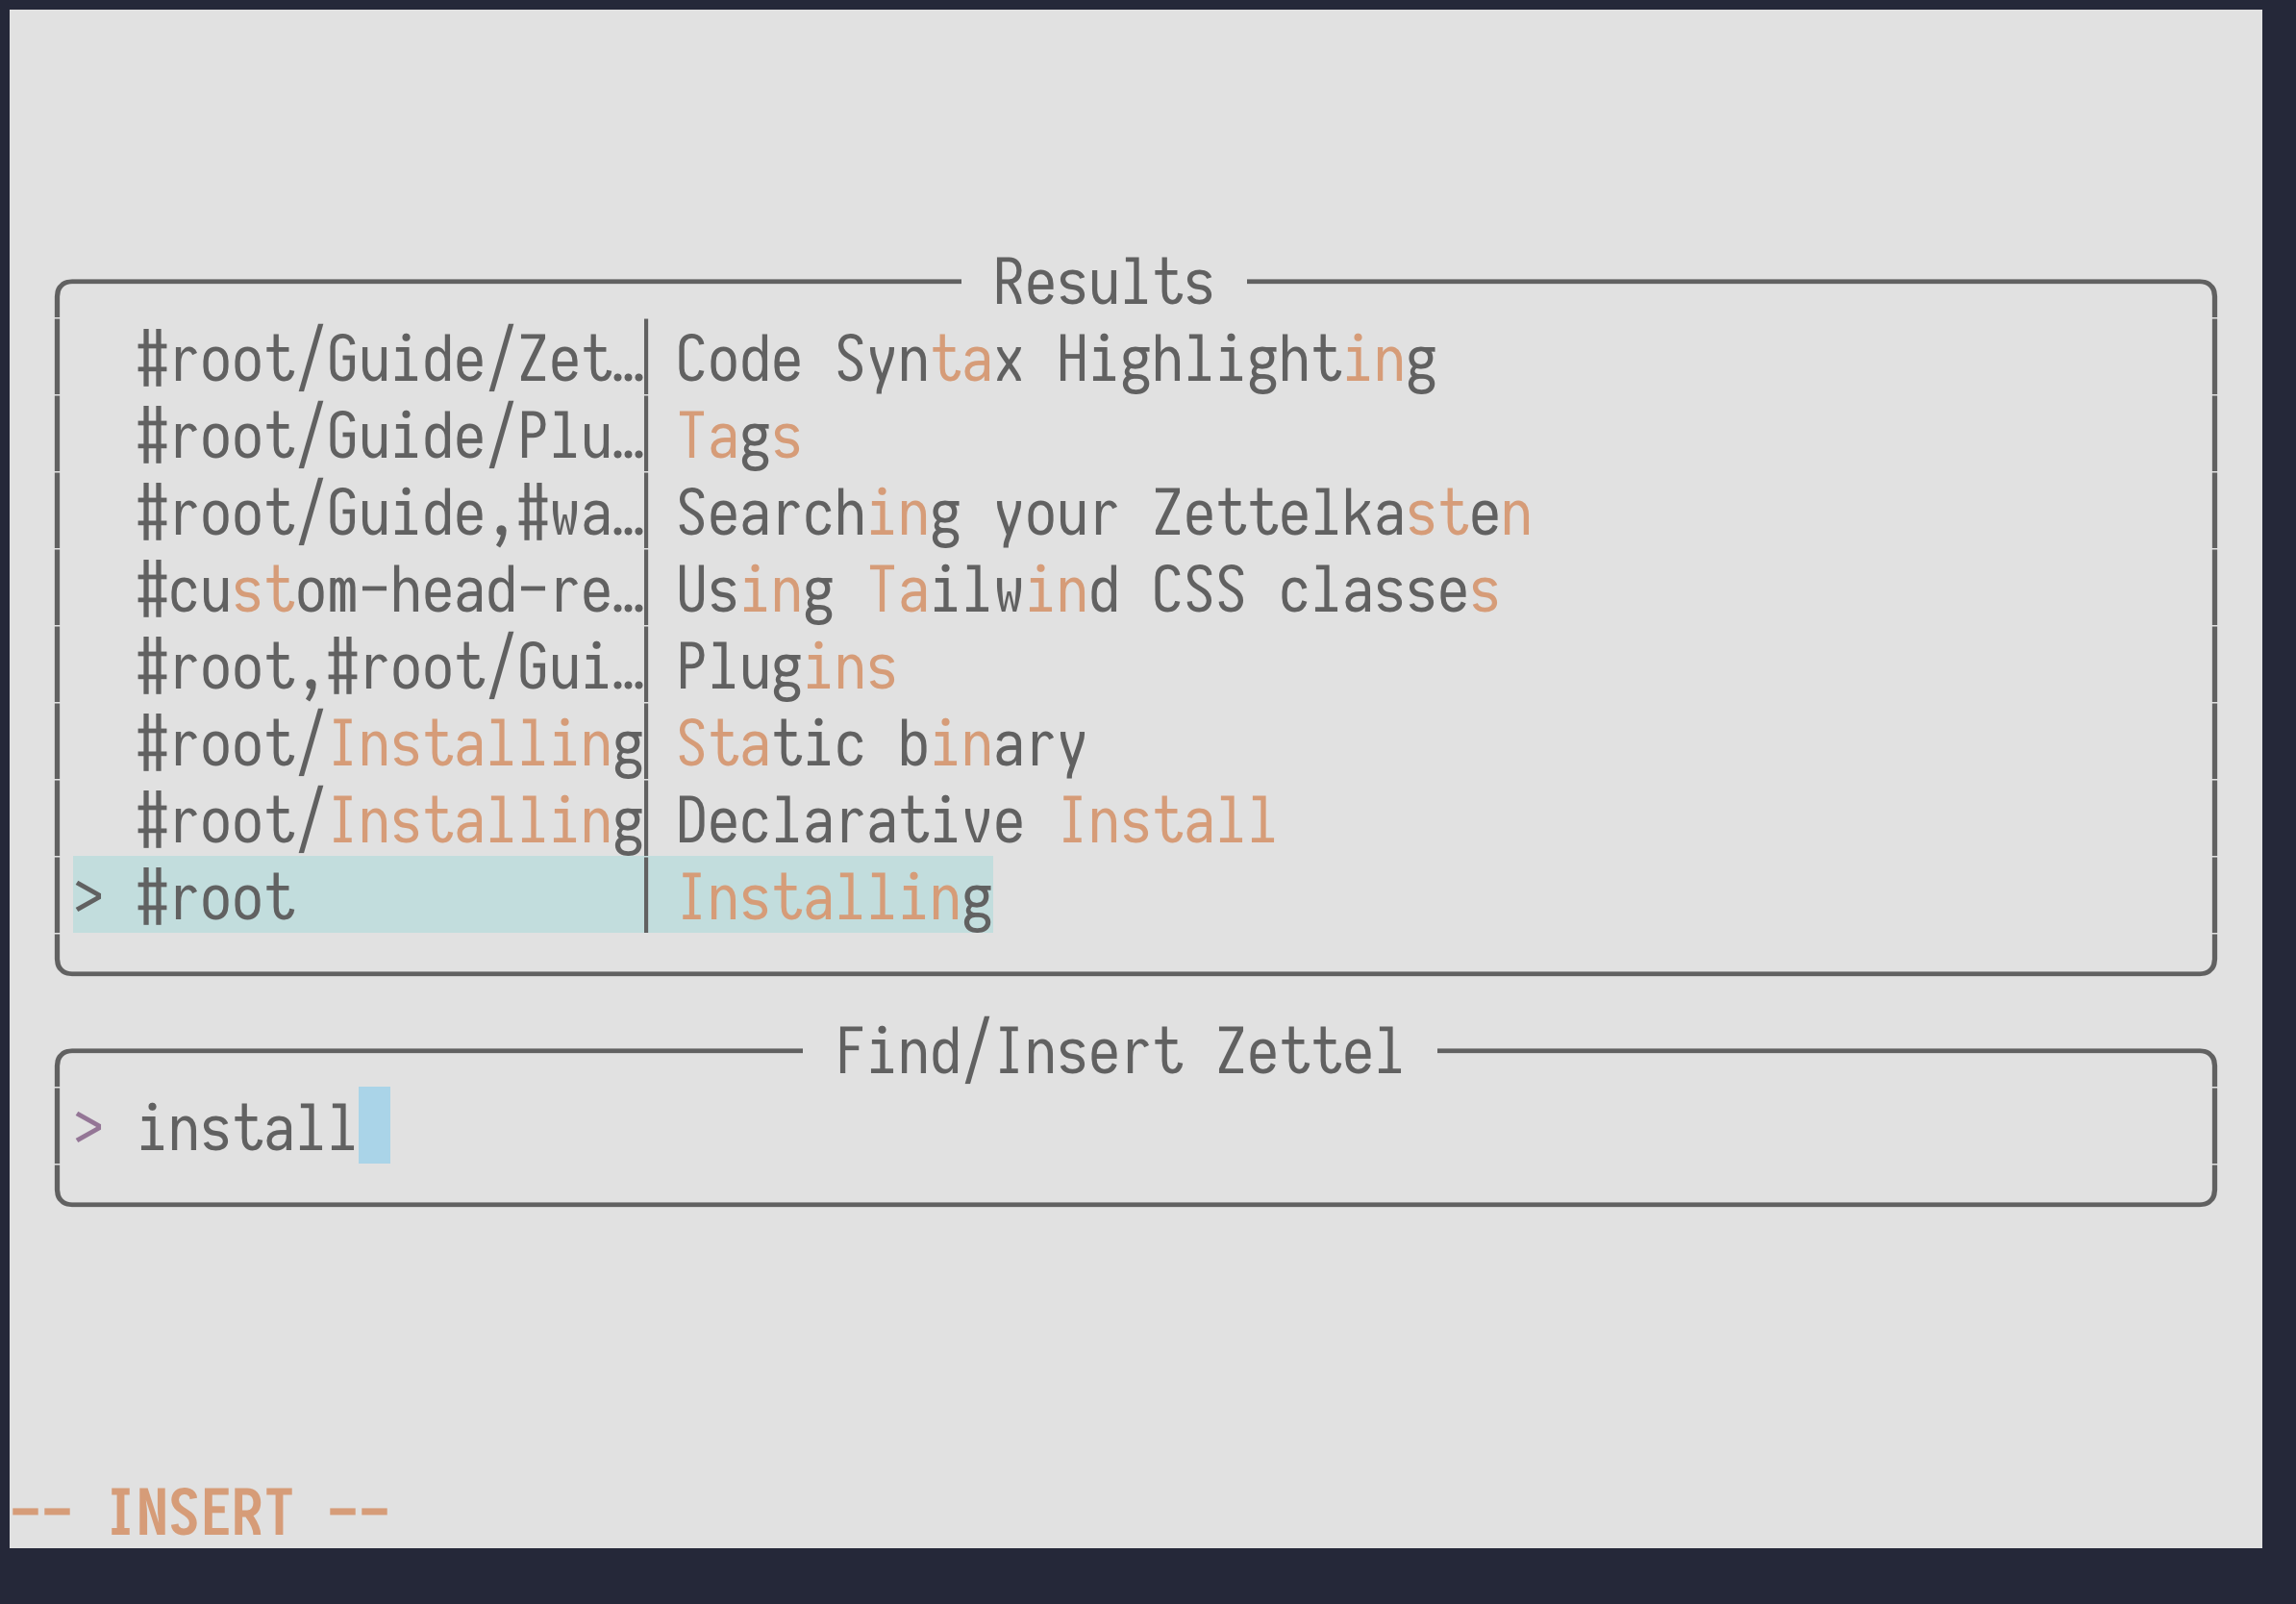 Results
#root/Guide/Zet…│ Code Syntax Highlighting
#root/Guide/Plu…│ Tags
#root/Guide,#wa…│ Searching your Zettelkasten
#custom-head-re…│ Using Tailwind CSS classes
#root,#root/Gui…│ Plugins
#root/Installing│ Static binary
#root/Installing│ Declarative Install
> #root │ Installing
Find/Insert Zettel
> install
-- INSERT --